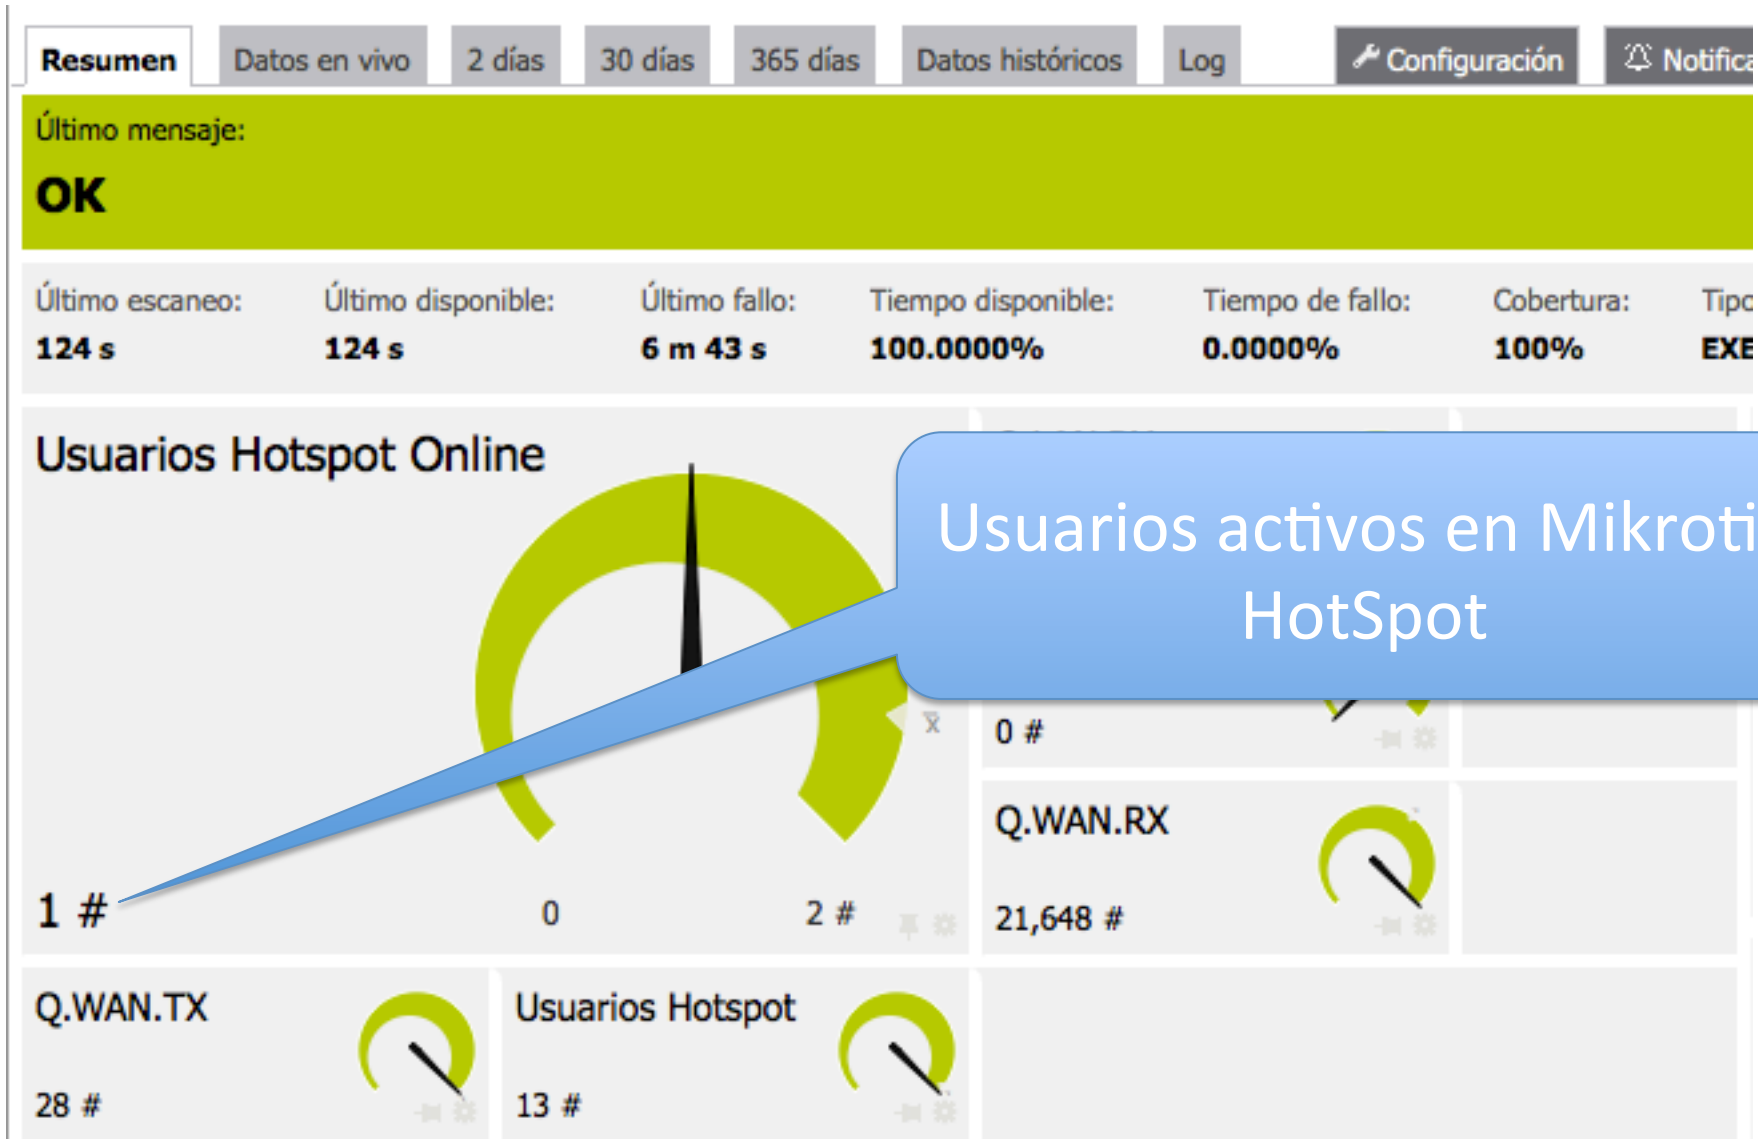 Resumen Datos en vivo 2 días 30 días 365 días Datos históricos Log Configuración Notifica
Último mensaje:
OK
Último escaneo: Último disponible: Último fallo: Tiempo disponible: Tiempo de fallo: Cobertura: Tipo
124 s 124 s 6 m 43 s 100.0000% 0.0000% 100% EXE
Usuarios Hotspot Online
Usuarios activos en Mikroti
HotSpot
x
0 #
Q.WAN.RX
1 # 0 2 #
21,648 #
Q.WAN.TX
Usuarios Hotspot
28 #
13 #